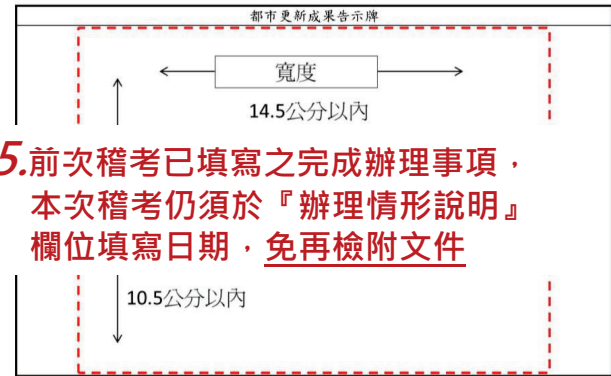 都市更新成果告示牌
寬度
14.5公分以內
5.前次稽考已填寫之完成辦理事項，
本次稽考仍須於『辦理情形說明』
欄位填寫日期，免再檢附文件
10.5公分以內